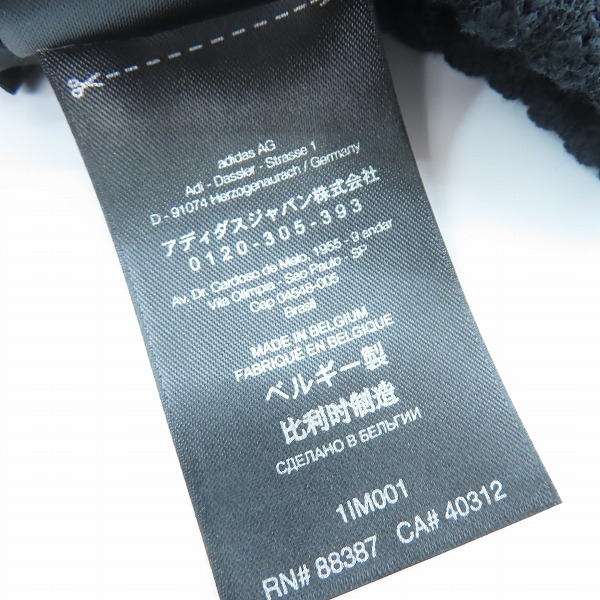 adidas AG
Adi - Dassler - Strasse 1
D - 91074 Herzogenaurach / Germany
アディダスジャパン株式会社
0120-305-393
Av. Dr. Cardoso de Melo, 1955 - 9 andar
Vila Olimpia - Sao Paulo - SP
Cep 04548-005
Brasil
MADE IN BELGIUM
FABRIQUÉ EN BELGIQUE
ベルギー製
比利时制造
СДЕЛАНО В БЕЛЬГИИ
1IM001
RN# 88387 CA# 40312